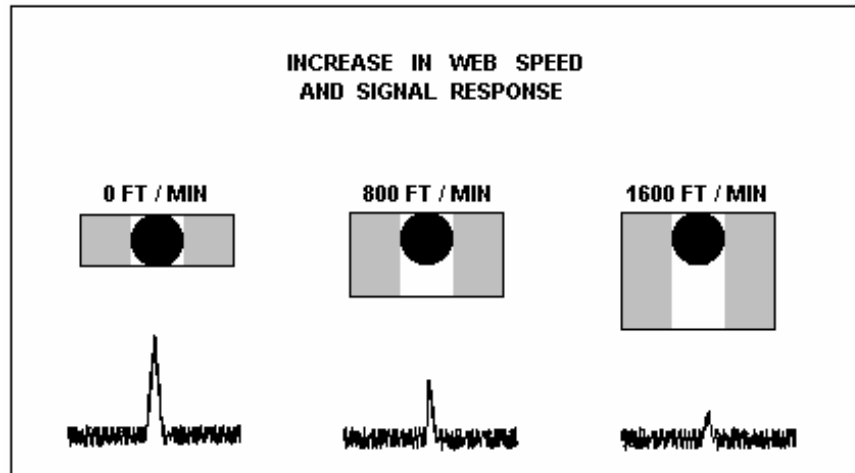 INCREASE IN WEB SPEED
AND SIGNAL RESPONSE
0 FT / MIN
800 FT / MIN
1600 FT / MIN